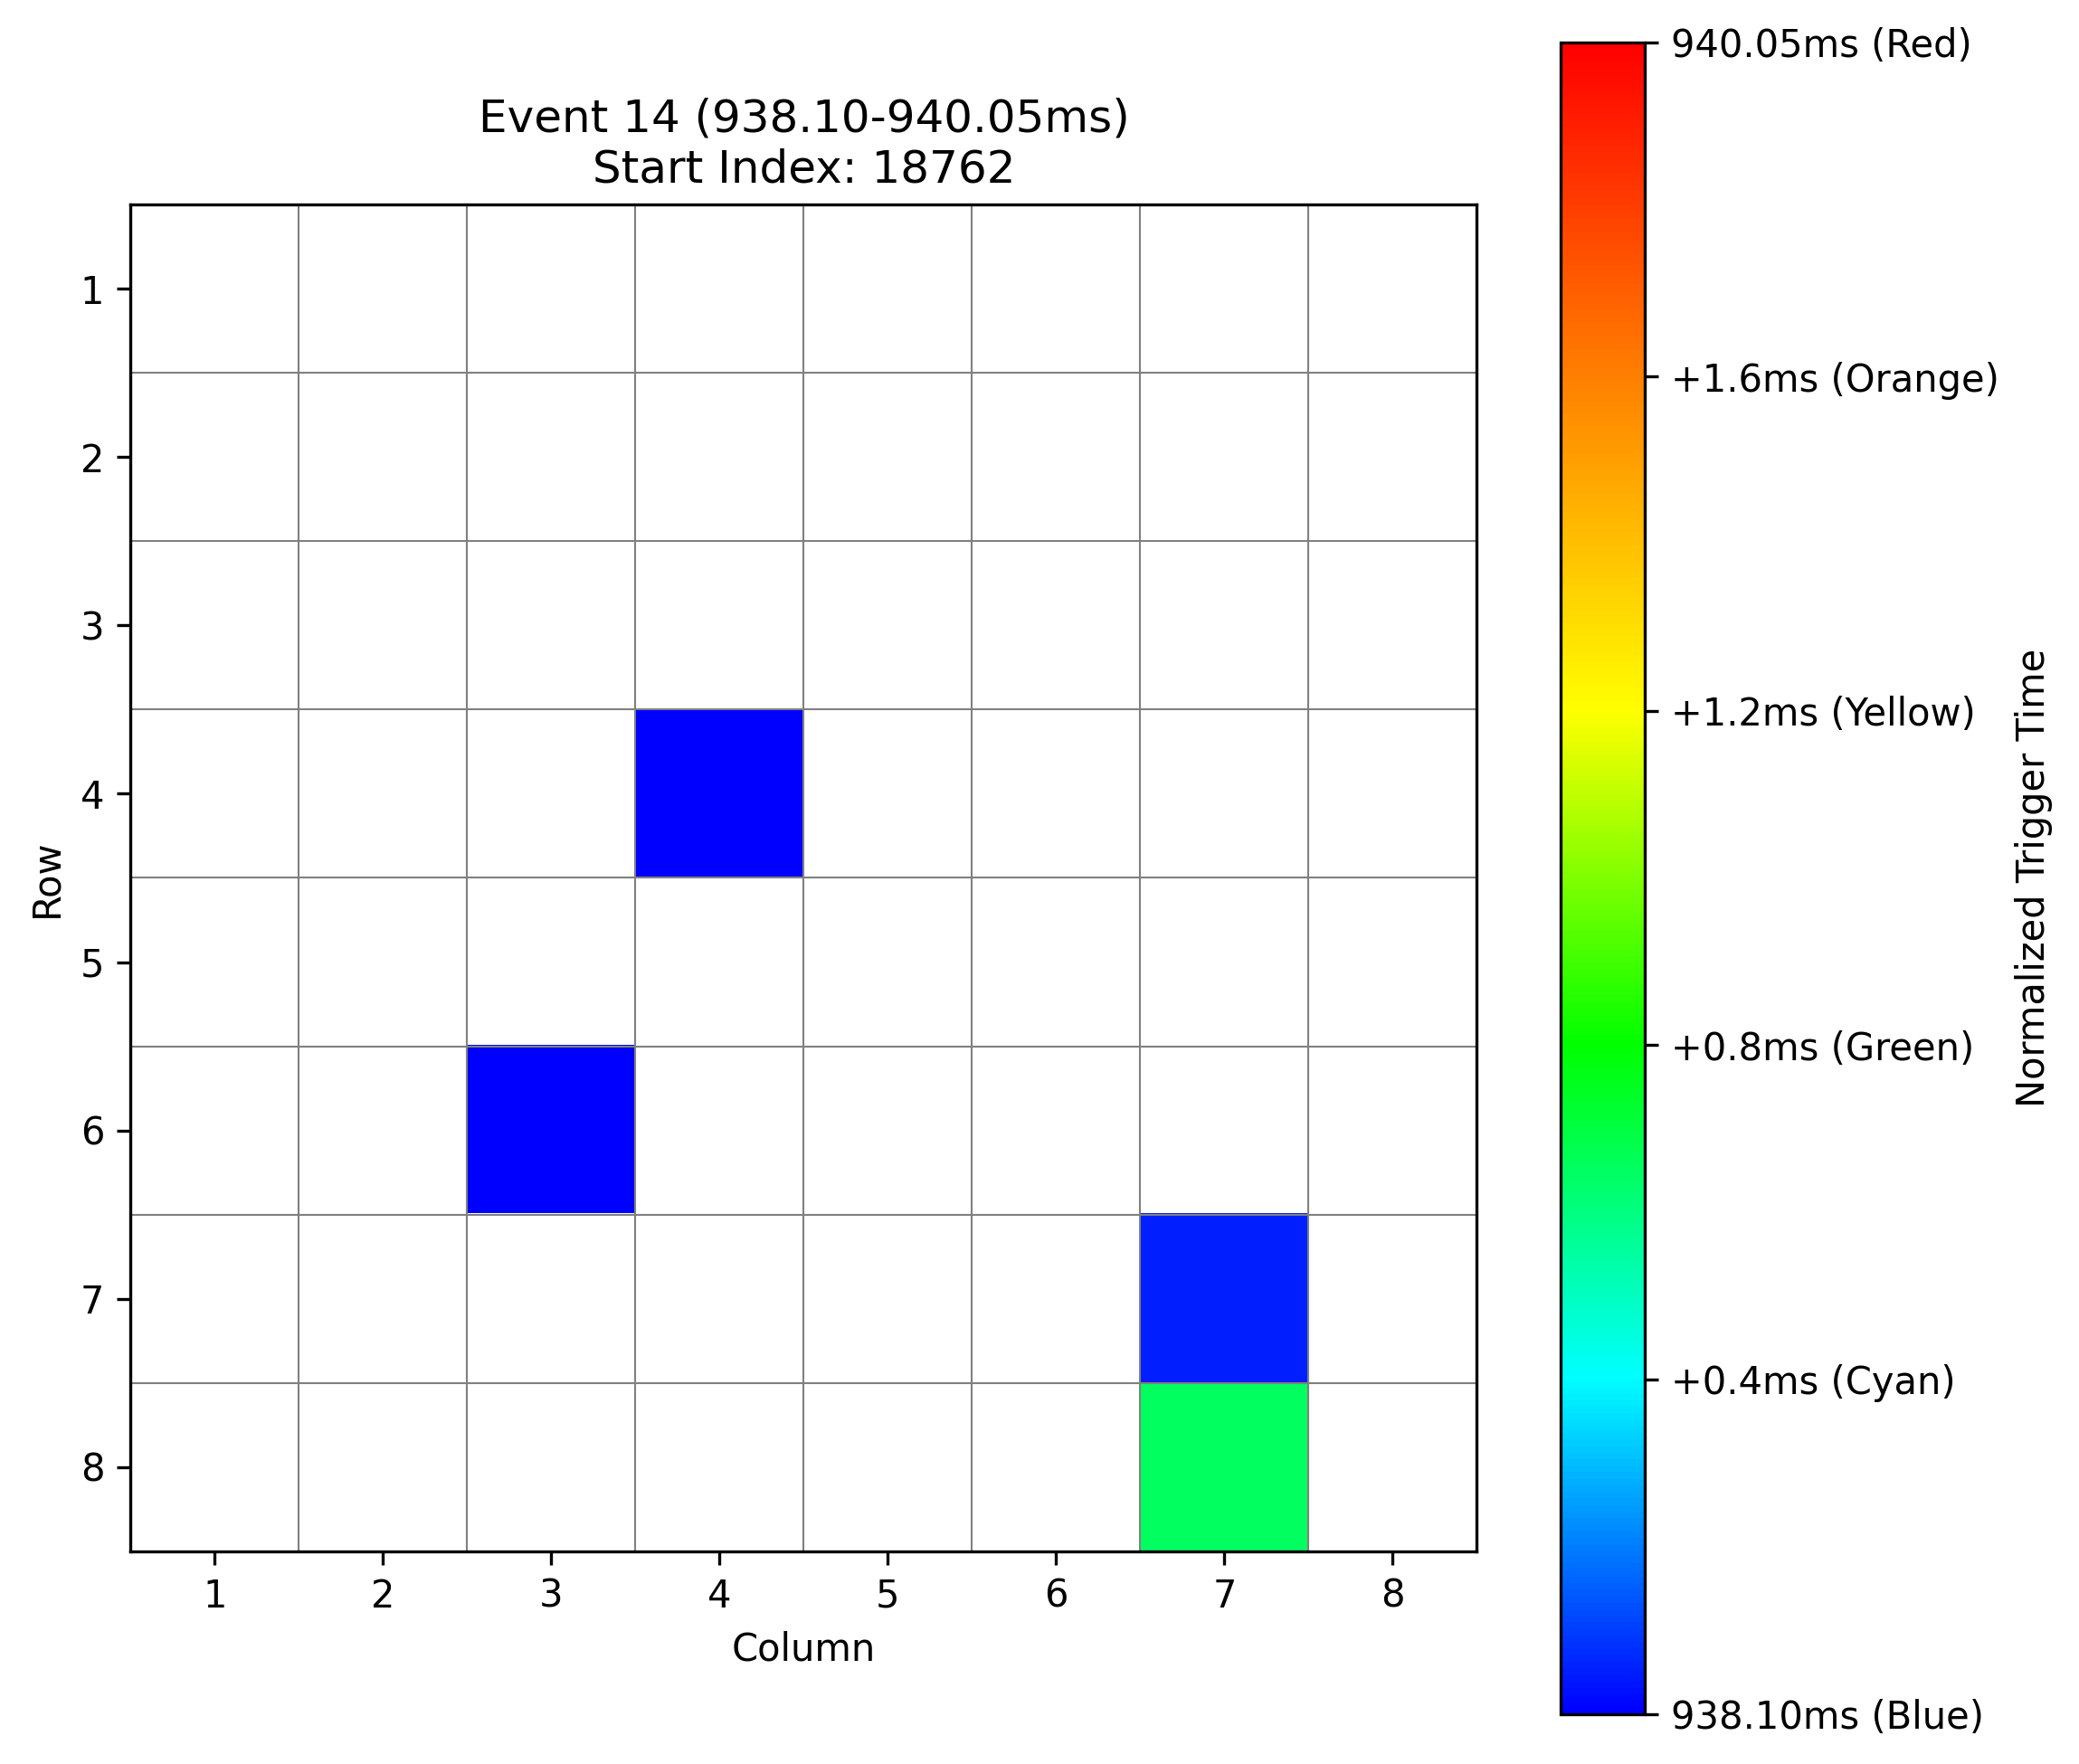 Event 14 (938.10-940.05ms)
Start Index: 18762
Row
1
2
3
4
5
6
7
8
1 2 3 4 5 6 7 8
Column
940.05ms (Red)
+1.6ms (Orange)
+1.2ms (Yellow)
+0.8ms (Green)
+0.4ms (Cyan)
938.10ms (Blue)
Normalized Trigger Time